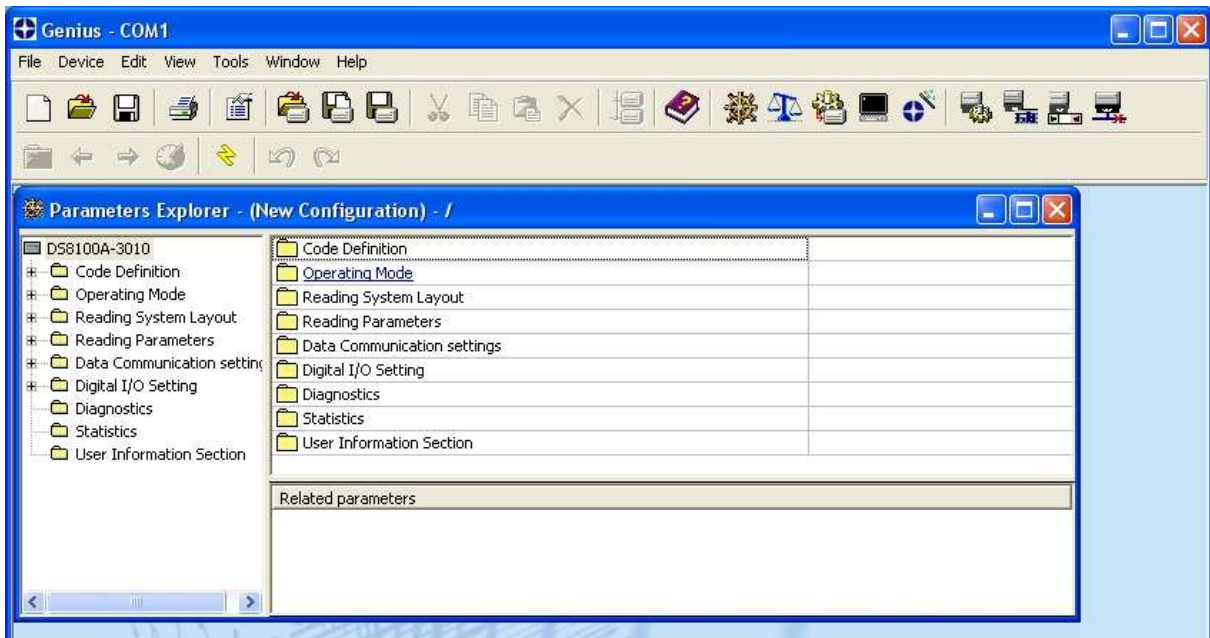 Genius - COM1
File Device Edit View Tools Window Help
Parameters Explorer - (New Configuration) - /
DS8100A-3010
Code Definition
Operating Mode
Reading System Layout
Reading Parameters
Data Communication setting
Digital I/O Setting
Diagnostics
Statistics
User Information Section
Code Definition
Operating Mode
Reading System Layout
Reading Parameters
Data Communication settings
Digital I/O Setting
Diagnostics
Statistics
User Information Section
Related parameters